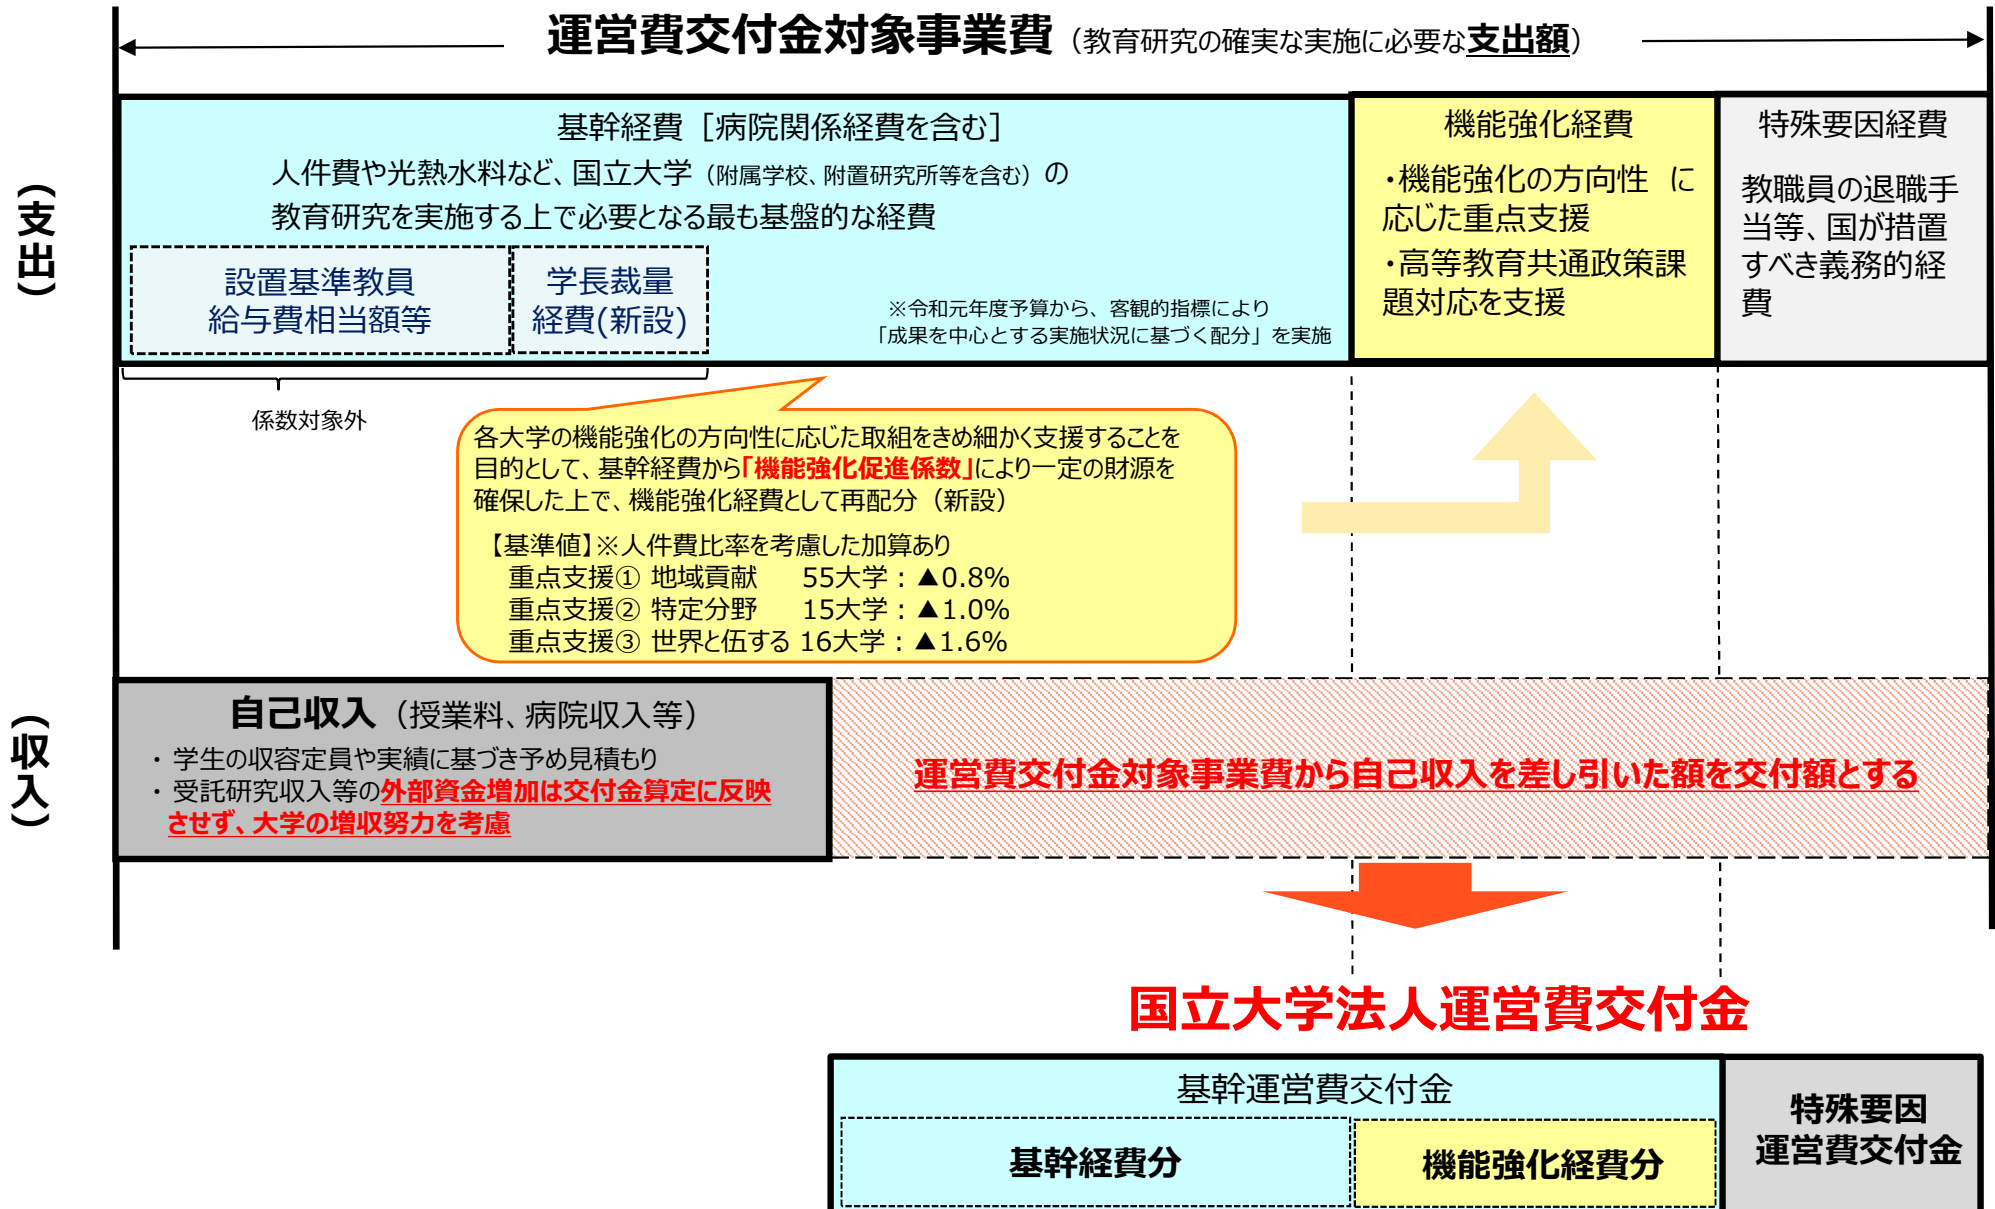 運営費交付金対象事業費（教育研究の確実な実施に必要な支出額）
（支出）
基幹経費［病院関係経費を含む］
人件費や光熱水料など、国立大学（附属学校、附置研究所等を含む）の
教育研究を実施する上で必要となる最も基盤的な経費
設置基準教員
給与費相当額等
学長裁量
経費(新設)
※令和元年度予算から、客観的指標により
「成果を中心とする実施状況に基づく配分」を実施
機能強化経費
・機能強化の方向性　に
応じた重点支援
・高等教育共通政策課
題対応を支援
特殊要因経費
教職員の退職手
当等、国が措置
すべき義務的経
費
係数対象外
各大学の機能強化の方向性に応じた取組をきめ細かく支援することを
目的として、基幹経費から「機能強化促進係数」により一定の財源を
確保した上で、機能強化経費として再配分（新設）
【基準値】※人件費比率を考慮した加算あり
重点支援① 地域貢献　55大学：▲0.8%
重点支援② 特定分野　15大学：▲1.0%
重点支援③ 世界と伍する 16大学：▲1.6%
（収入）
自己収入（授業料、病院収入等）
・ 学生の収容定員や実績に基づき予め見積もり
・ 受託研究収入等の外部資金増加は交付金算定に反映
させず、大学の増収努力を考慮
運営費交付金対象事業費から自己収入を差し引いた額を交付額とする
国立大学法人運営費交付金
基幹運営費交付金
基幹経費分
機能強化経費分
特殊要因
運営費交付金